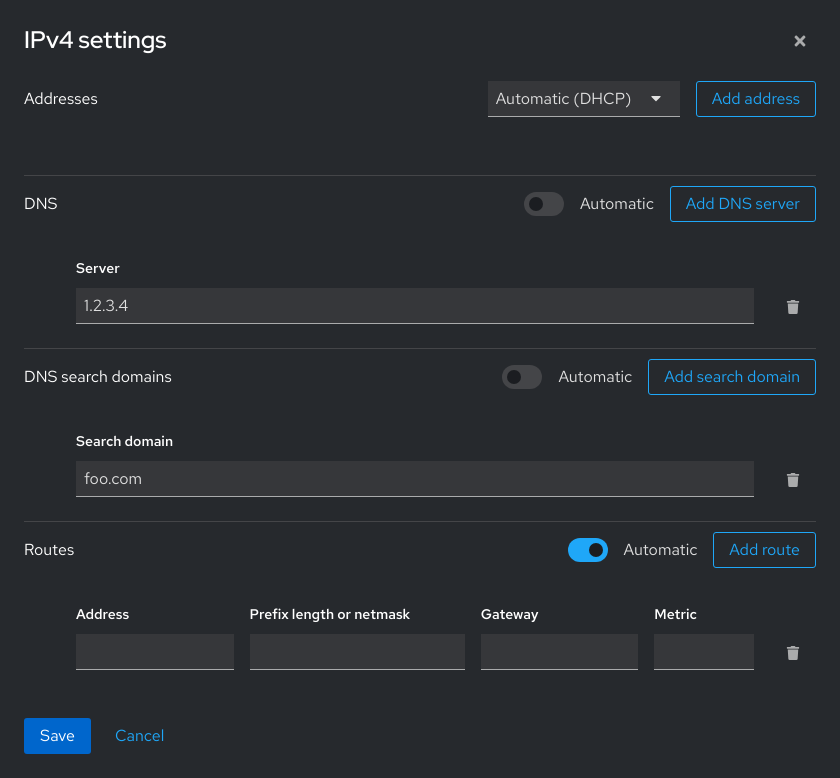 IPv4 settings
Addresses Automatic (DHCP) Add address
DNS Automatic Add DNS server
Server
1.2.3.4
DNS search domains Automatic Add search domain
Search domain
foo.com
Routes Automatic Add route
Address Prefix length or netmask Gateway Metric
Save Cancel